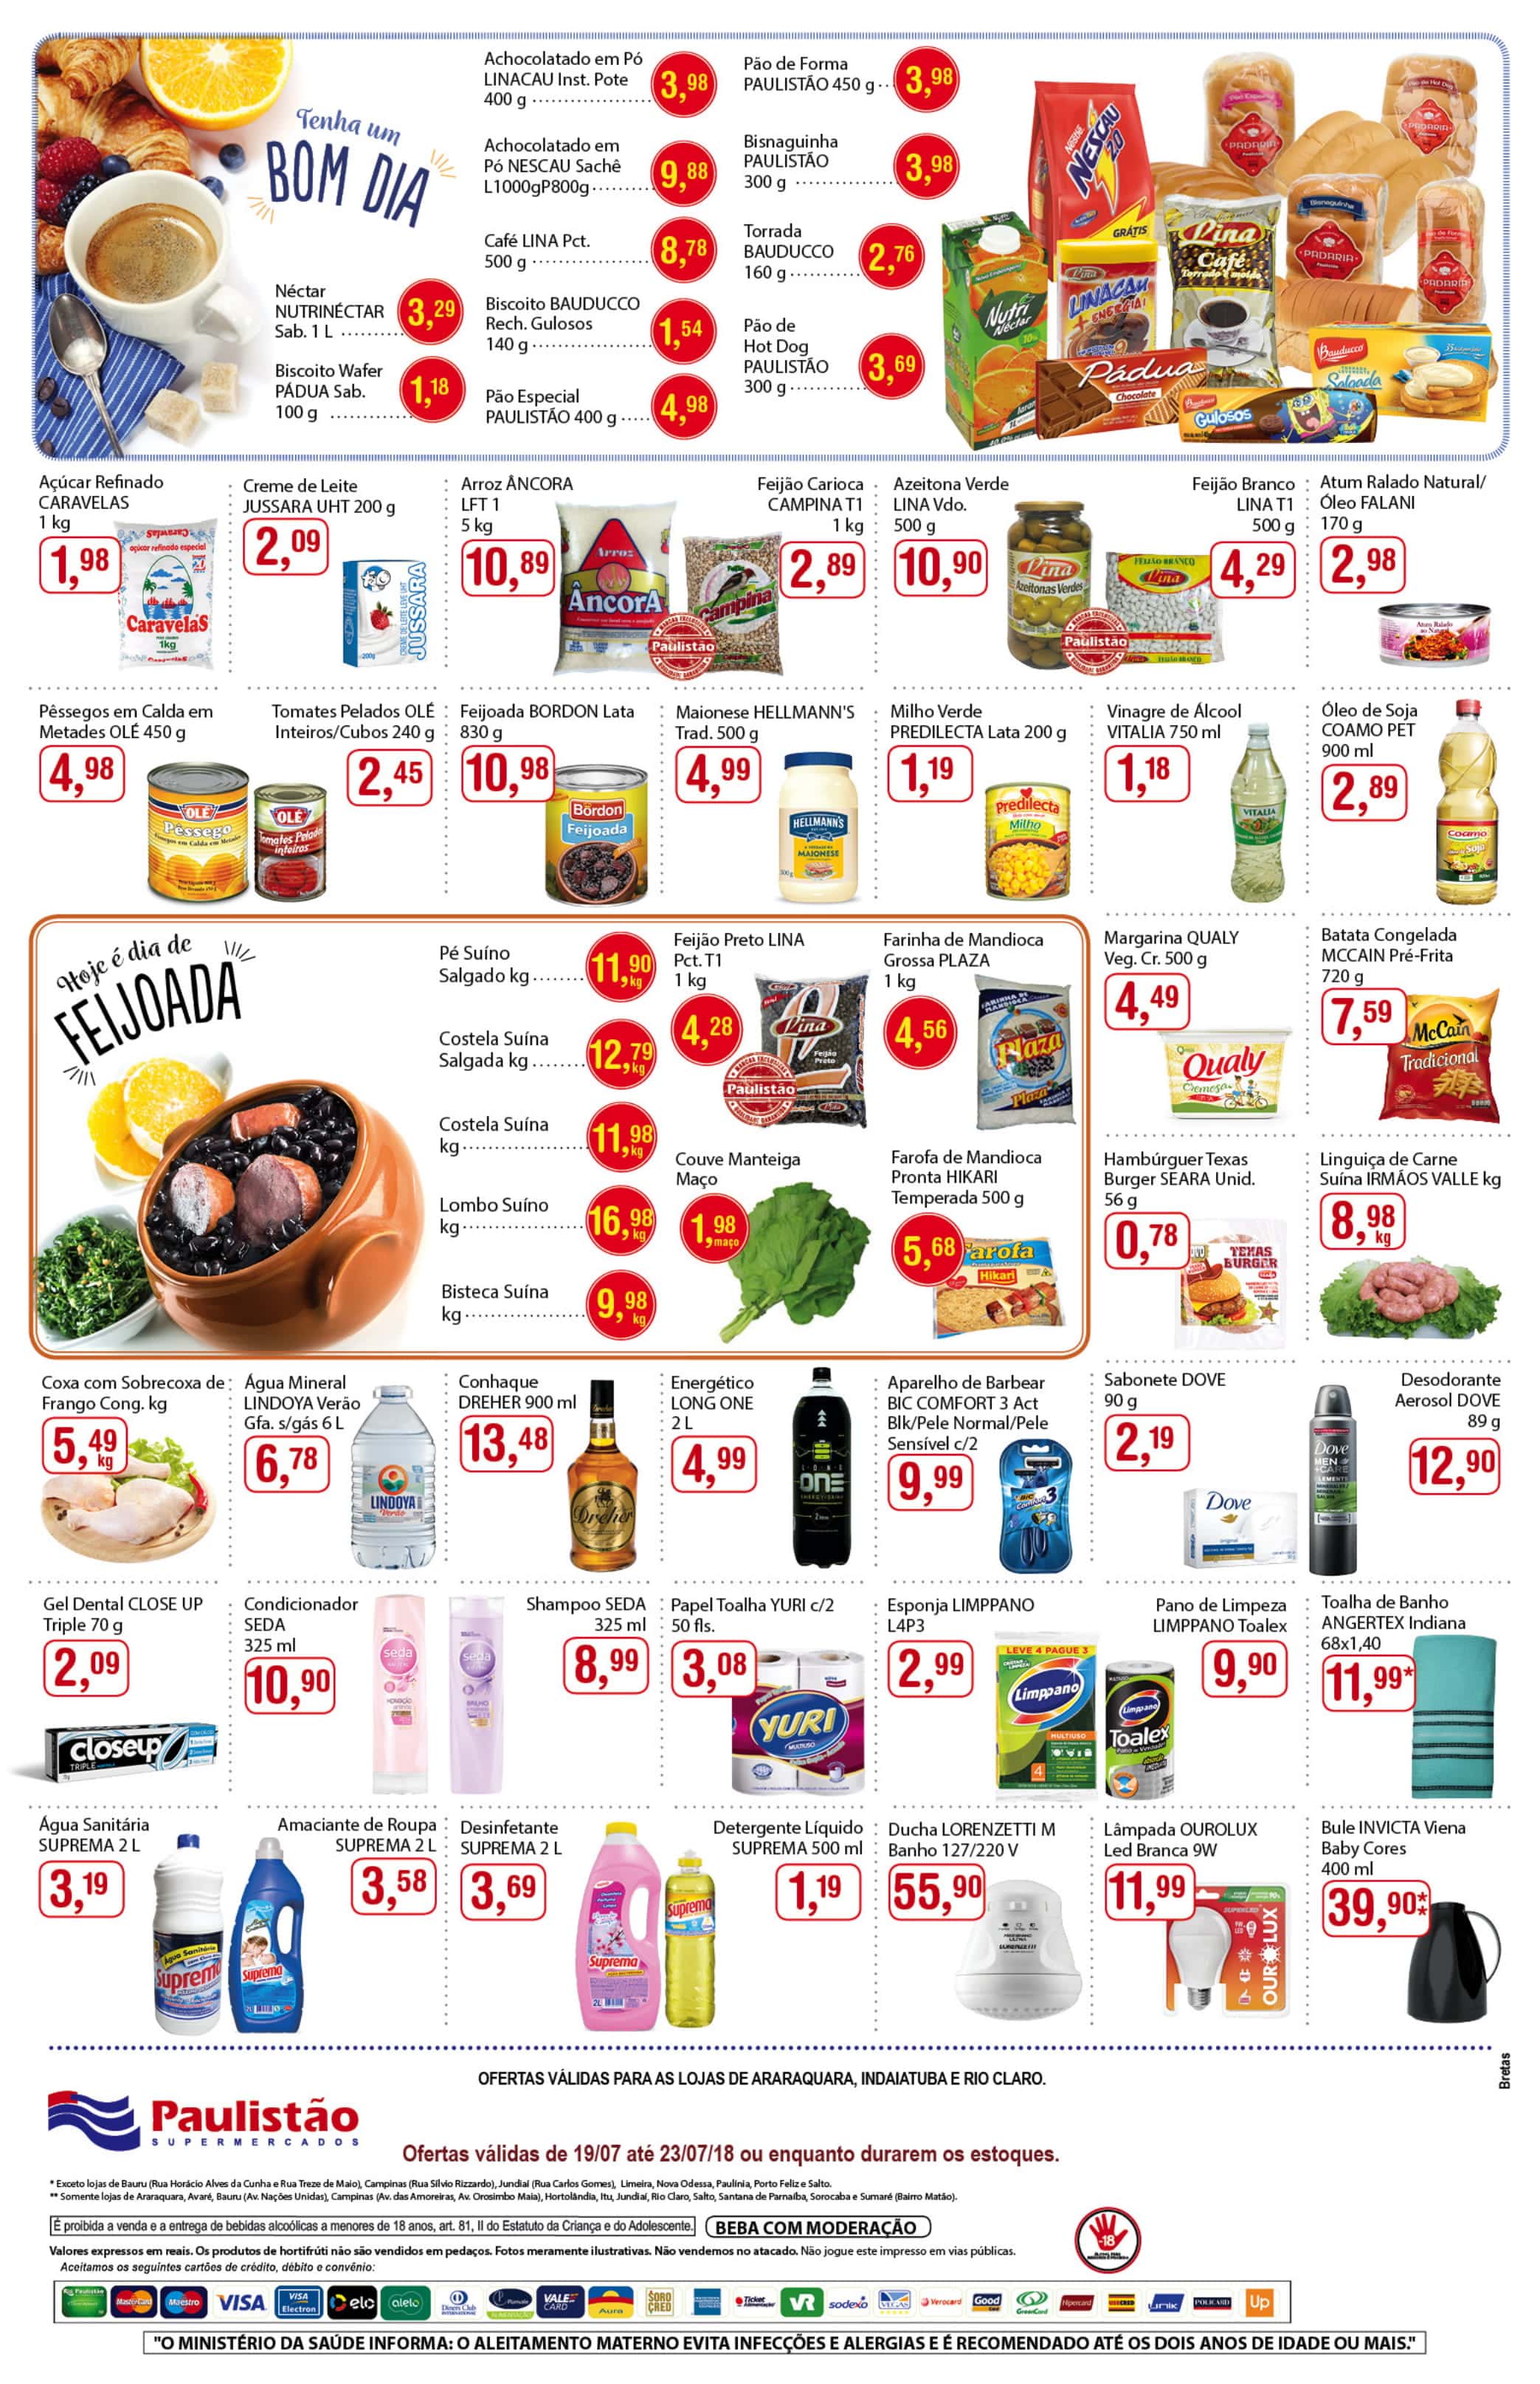 Tenha um
BOM DIA
Néctar
NUTRINÉCTAR
Sab. 1 L
3,29
Biscoito Wafer
PÁDUA Sab.
100 g
1,18
Achocolatado em Pó
LINACAU Inst. Pote
400 g
3,98
Achocolatado em
Pó NESCAU Sachê
L1000gP800g
9,88
Café LINA Pct.
500 g
8,78
Biscoito BAUDUCCO
Rech. Gulosos
140 g
1,54
Pão Especial
PAULISTÃO 400 g
4,98
Pão de Forma
PAULISTÃO 450 g
3,98
Bisnaguinha
PAULISTÃO
300 g
3,98
Torrada
BAUDUCCO
160 g
2,76
Pão de
Hot Dog
PAULISTÃO
300 g
3,69
Açúcar Refinado
CARAVELAS
1 kg
1,98
Creme de Leite
JUSSARA UHT 200 g
2,09
Arroz ÂNCORA
LFT 1
5 kg
10,89
Feijão Carioca
CAMPINA T1
1 kg
2,89
Azeitona Verde
LINA Vdo.
500 g
10,90
Feijão Branco
LINA T1
500 g
4,29
Atum Ralado Natural/
Óleo FALANI
170 g
2,98
Pêssegos em Calda em
Metades OLÉ 450 g
4,98
Tomates Pelados OLÉ
Inteiros/Cubos 240 g
2,45
Feijoada BORDON Lata
830 g
10,98
Maionese HELLMANN'S
Trad. 500 g
4,99
Milho Verde
PREDILECTA Lata 200 g
1,19
Vinagre de Álcool
VITALIA 750 ml
1,18
Óleo de Soja
COAMO PET
900 ml
2,89
Hoje é dia de
FEIJOADA
Pé Suíno
Salgado kg
11,90 kg
Costela Suína
Salgada kg
12,79 kg
Costela Suína
kg
11,98 kg
Lombo Suíno
kg
16,98 kg
Bisteca Suína
kg
9,98 kg
Feijão Preto LINA
Pct. T1
1 kg
4,28
Farinha de Mandioca
Grossa PLAZA
1 kg
4,56
Couve Manteiga
Maço
1,98 maço
Farofa de Mandioca
Pronta HIKARI
Temperada 500 g
5,68
Margarina QUALY
Veg. Cr. 500 g
4,49
Batata Congelada
MCCAIN Pré-Frita
720 g
7,59
Hambúrguer Texas
Burger SEARA Unid.
56 g
0,78
Linguiça de Carne
Suína IRMÃOS VALLE kg
8,98 kg
Coxa com Sobrecoxa de
Frango Cong. kg
5,49 kg
Água Mineral
LINDOYA Verão
Gfa. s/gás 6 L
6,78
Conhaque
DREHER 900 ml
13,48
Energético
LONG ONE
2 L
4,99
Aparelho de Barbear
BIC COMFORT 3 Act
Blk/Pele Normal/Pele
Sensível c/2
9,99
Sabonete DOVE
90 g
2,19
Desodorante
Aerosol DOVE
89 g
12,90
Gel Dental CLOSE UP
Triple 70 g
2,09
Condicionador
SEDA
325 ml
10,90
Shampoo SEDA
325 ml
8,99
Papel Toalha YURI c/2
50 fls.
3,08
Esponja LIMPPANO
L4P3
2,99
Pano de Limpeza
LIMPPANO Toalex
9,90
Toalha de Banho
ANGERTEX Indiana
68x1,40
11,99*
Água Sanitária
SUPREMA 2 L
3,19
Amaciante de Roupa
SUPREMA 2 L
3,58
Desinfetante
SUPREMA 2 L
3,69
Detergente Líquido
SUPREMA 500 ml
1,19
Ducha LORENZETTI M
Banho 127/220 V
55,90
Lâmpada OUROLUX
Led Branca 9W
11,99
Bule INVICTA Viena
Baby Cores
400 ml
39,90**
Bretas
OFERTAS VÁLIDAS PARA AS LOJAS DE ARARAQUARA, INDAIATUBA E RIO CLARO.
Paulistão
SUPERMERCADOS
Ofertas válidas de 19/07 até 23/07/18 ou enquanto durarem os estoques.
* Exceto lojas de Bauru (Rua Horácio Alves da Cunha e Rua Treze de Maio), Campinas (Rua Sílvio Rizzardo), Jundiaí (Rua Carlos Gomes), Limeira, Nova Odessa, Paulínia, Porto Feliz e Salto.
** Somente lojas de Araraquara, Avaré, Bauru (Av. Nações Unidas), Campinas (Av. das Amoreiras, Av. Orosimbo Maia), Hortolândia, Itu, Jundiaí, Rio Claro, Salto, Santana de Parnaíba, Sorocaba e Sumaré (Bairro Matão).
É proibida a venda e a entrega de bebidas alcoólicas a menores de 18 anos, art. 81, II do Estatuto da Criança e do Adolescente.
BEBA COM MODERAÇÃO
-18
Valores expressos em reais. Os produtos de hortifrúti não são vendidos em pedaços. Fotos meramente ilustrativas. Não vendemos no atacado. Não jogue este impresso em vias públicas.
Aceitamos os seguintes cartões de crédito, débito e convênio:
MasterCard Maestro VISA VISA Electron elo alelo Diners Club VALE CARD Aura SORO CRED Ticket VR sodexo VEGAS Verocard Good GreenCard Hipercard UNIK POLICARD Up
"O MINISTÉRIO DA SAÚDE INFORMA: O ALEITAMENTO MATERNO EVITA INFECÇÕES E ALERGIAS E É RECOMENDADO ATÉ OS DOIS ANOS DE IDADE OU MAIS."